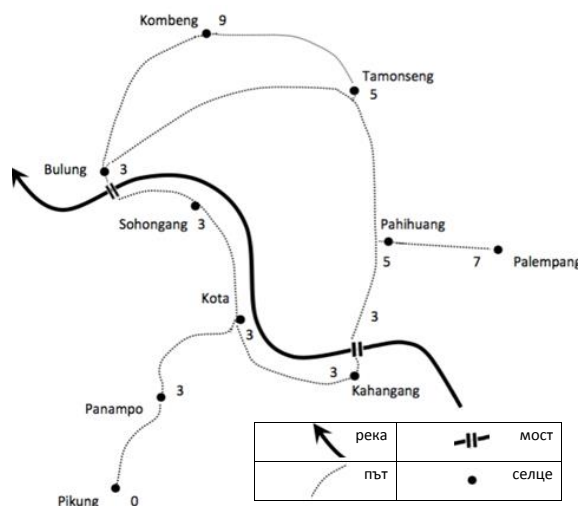 Kombeng 9
Tamonseng
5
Bulung 3
Sohongang
3
Pahihuang
5 7 Palempang
Kota
3
3
3
Kahangang
3
Panampo
река мост
път селце
Pikung 0